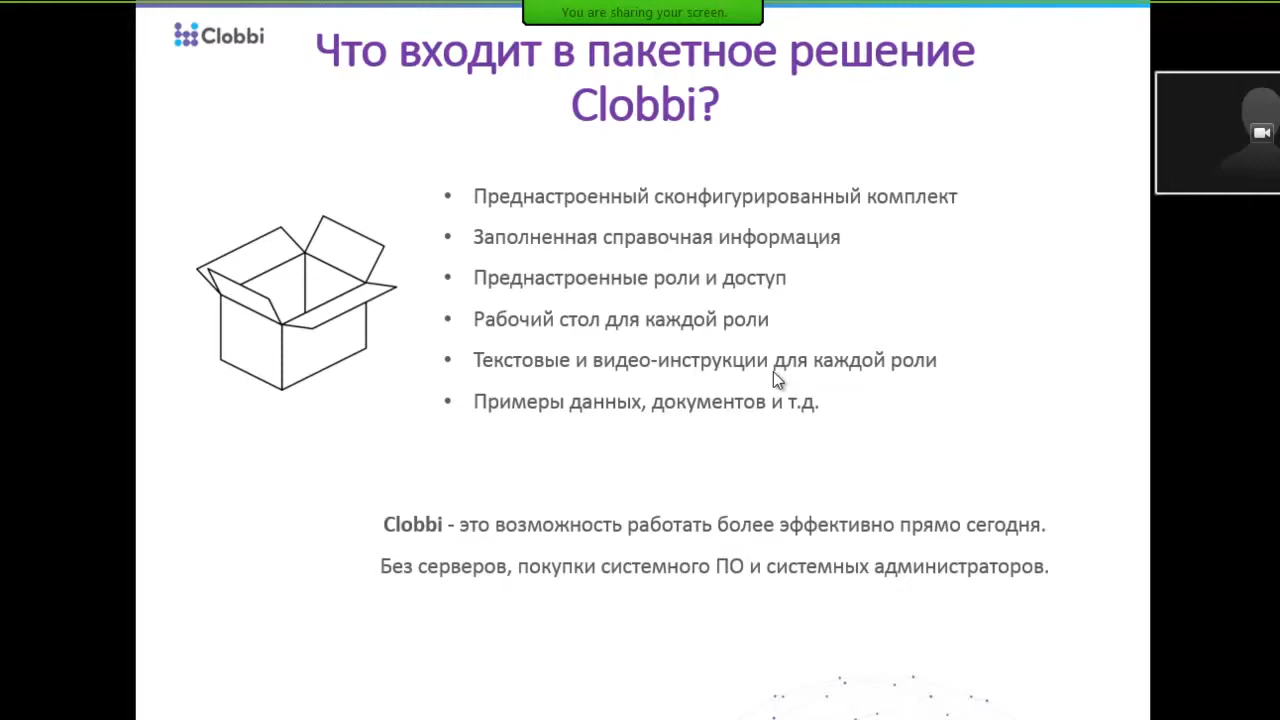 You are sharing your screen.
Clobbi
Что входит в пакетное решение
Clobbi?
• Преднастроенный сконфигурированный комплект
• Заполненная справочная информация
• Преднастроенные роли и доступ
• Рабочий стол для каждой роли
• Текстовые и видео-инструкции для каждой роли
• Примеры данных, документов и т.д.
Clobbi - это возможность работать более эффективно прямо сегодня.
Без серверов, покупки системного ПО и системных администраторов.